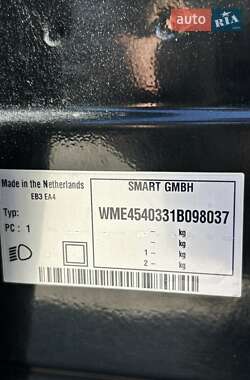 auto RIA
Made in the Netherlands
EB3 EA4
Typ:
PC : 1
SMART GMBH
WME4540331B098037
- kg
- kg
1 - kg
2 - kg